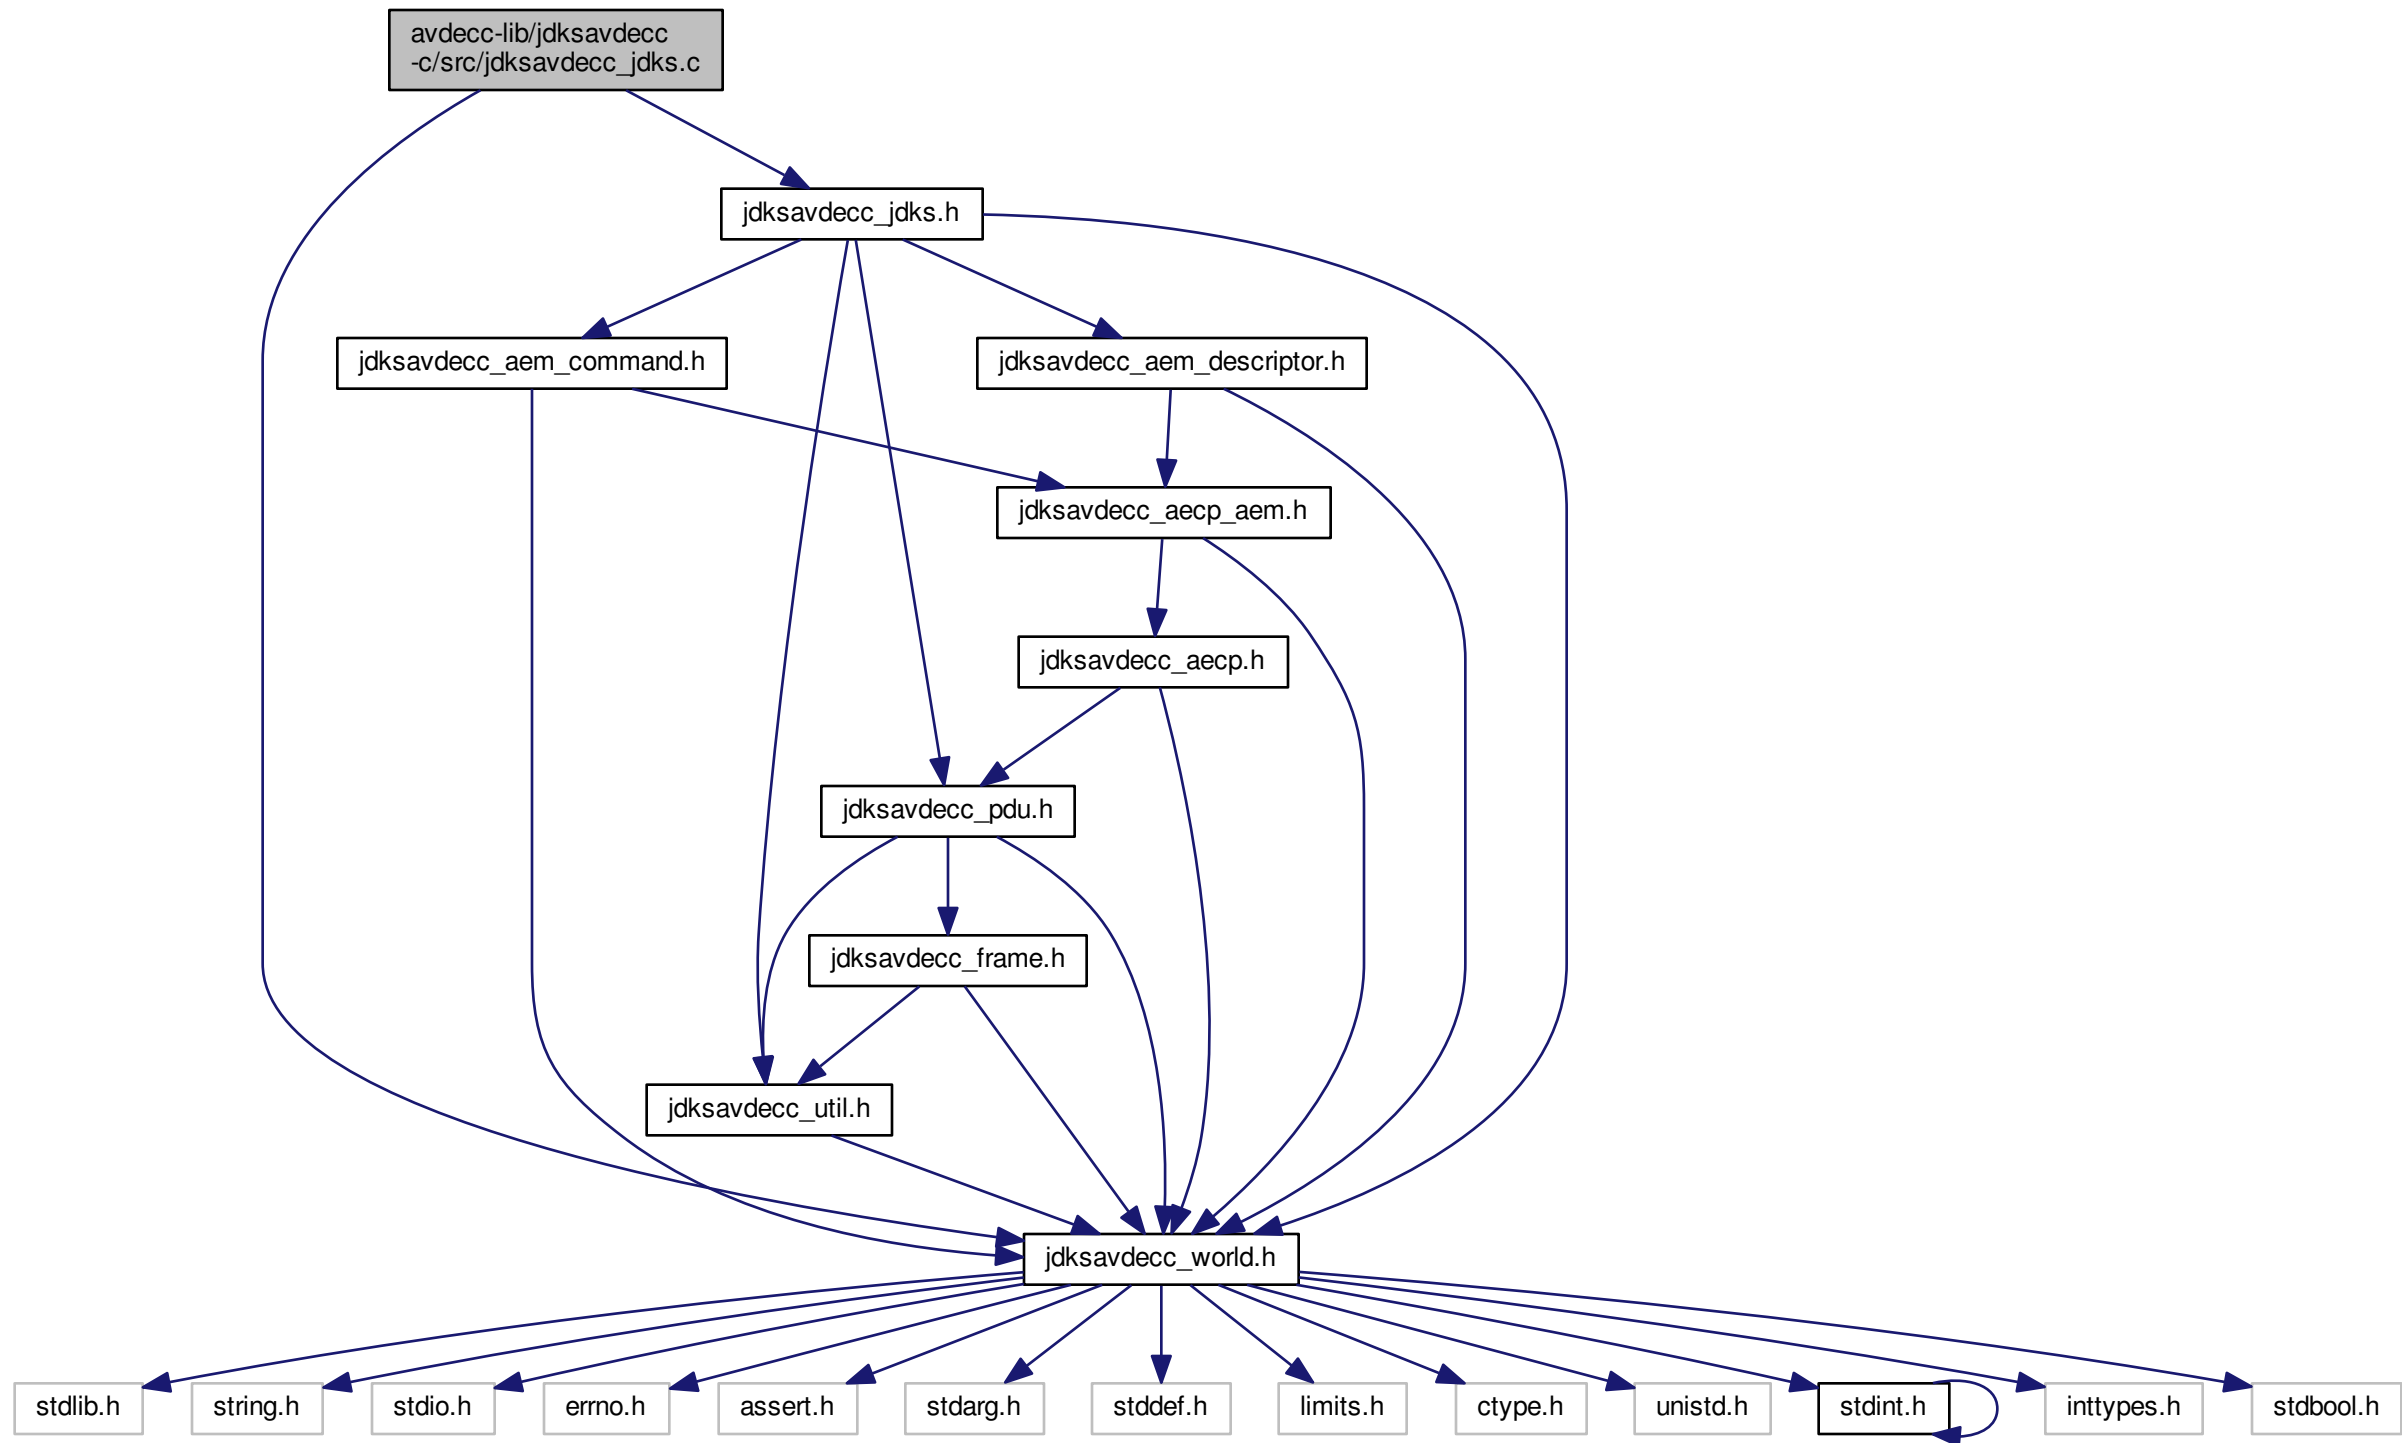 avdecc-lib/jdksavdecc
-c/src/jdksavdecc_jdks.c
jdksavdecc_jdks.h
jdksavdecc_aem_command.h
jdksavdecc_aem_descriptor.h
jdksavdecc_aecp_aem.h
jdksavdecc_aecp.h
jdksavdecc_pdu.h
jdksavdecc_frame.h
jdksavdecc_util.h
jdksavdecc_world.h
stdlib.h
string.h
stdio.h
errno.h
assert.h
stdarg.h
stddef.h
limits.h
ctype.h
unistd.h
stdint.h
inttypes.h
stdbool.h